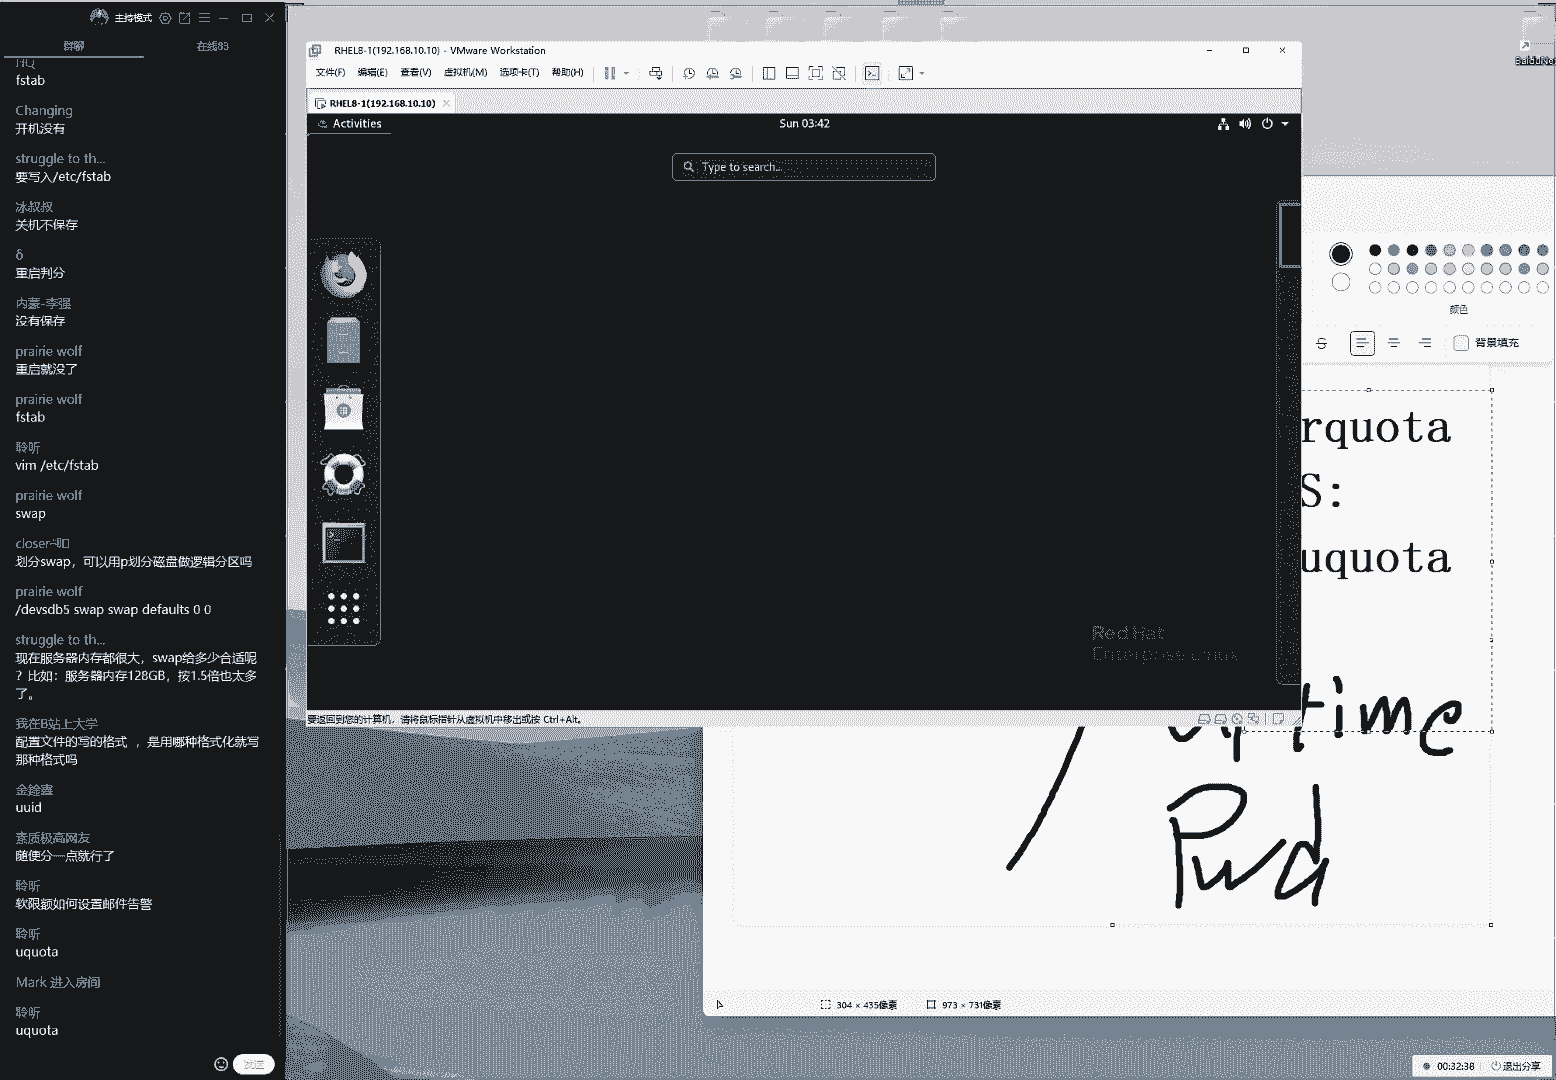 主持模式
群聊
在线83
HQ
fstab
Changing
开机没有
struggle to th...
要写入/etc/fstab
冰叔叔
关机不保存
δ
重启判分
内蒙-李强
没有保存
prairie wolf
重启就没了
prairie wolf
fstab
聆听
vim /etc/fstab
prairie wolf
swap
划分swap，可以用p划分磁盘做逻辑分区吗
prairie wolf
/devsdb5 swap swap defaults 0 0
struggle to th...
现在服务器内存都很大，swap给多少合适呢
？比如：服务器内存128GB，按1.5倍也太多
了。
我在B站上大学
配置文件的写的格式 ，是用哪种格式化就写
那种格式吗
uuid
素质极高网友
随便分一点就行了
聆听
软限额如何设置邮件告警
聆听
uquota
Mark 进入房间
聆听
uquota
发送
RHEL8-1(192.168.10.10) - VMware Workstation
文件(F) 编辑(E) 查看(V) 虚拟机(M) 选项卡(T) 帮助(H)
RHEL8-1(192.168.10.10)
Activities
Sun 03:42
Type to search...
Red Hat
Enterprise Linux
要返回到您的计算机，请将鼠标指针从虚拟机中移出或按 Ctrl+Alt。
BaiduNe
颜色
背景填充
rquota
S:
uquota
uptime
Pwd
304 × 435像素
973 × 731像素
00:32:38
退出分享